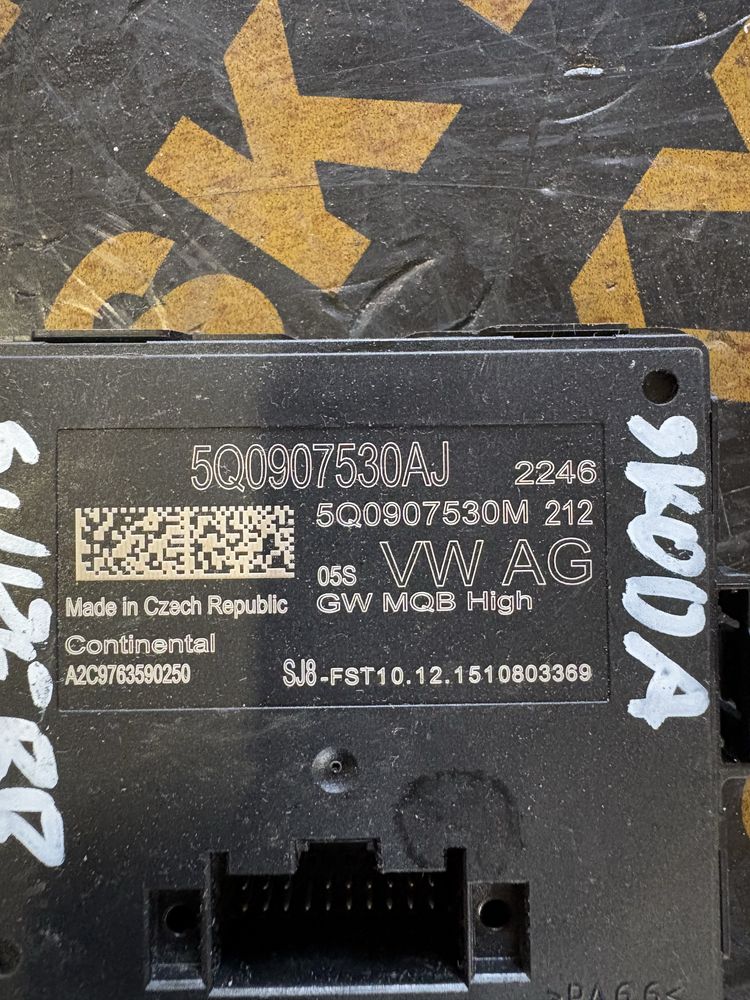 5Q0907530AJ 2246
5Q0907530M 212
05S VW AG
Made in Czech Republic GW MQB High
Continental
A2C9763590250 SJ8-FST10.12.1510803369
SKODA
>PA66<